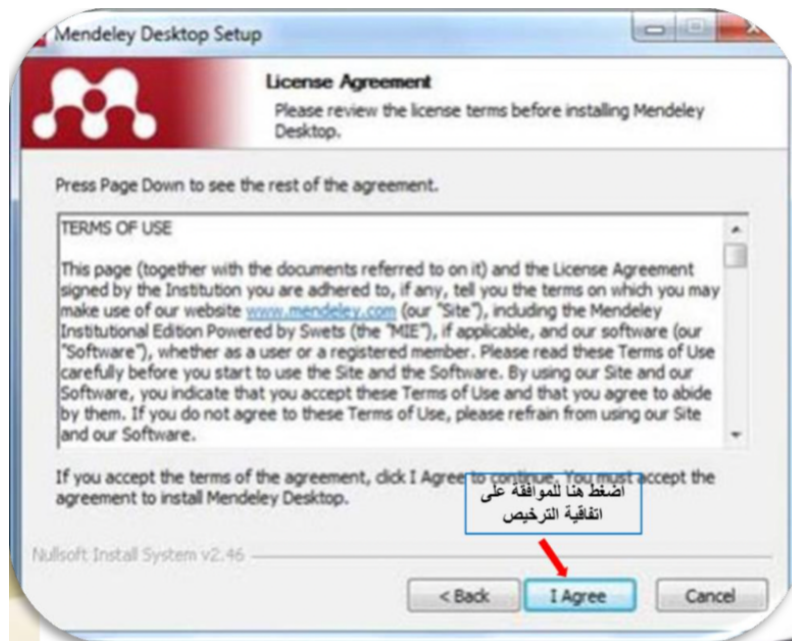 Mendeley Desktop Setup
License Agreement
Please review the license terms before installing Mendeley
Desktop.
Press Page Down to see the rest of the agreement.
TERMS OF USE
This page (together with the documents referred to on it) and the License Agreement
signed by the Institution you are adhered to, if any, tell you the terms on which you may
make use of our website www.mendeley.com (our "Site"), including the Mendeley
Institutional Edition Powered by Swets (the "MIE"), if applicable, and our software (our
"Software"), whether as a user or a registered member. Please read these Terms of Use
carefully before you start to use the Site and the Software. By using our Site and our
Software, you indicate that you accept these Terms of Use and that you agree to abide
by them. If you do not agree to these Terms of Use, please refrain from using our Site
and our Software.
If you accept the terms of the agreement, click I Agree to continue. You must accept the
agreement to install Mendeley Desktop.
اضغط هنا للموافقة على
اتفاقية الترخيص
Nullsoft Install System v2.46
< Back I Agree Cancel